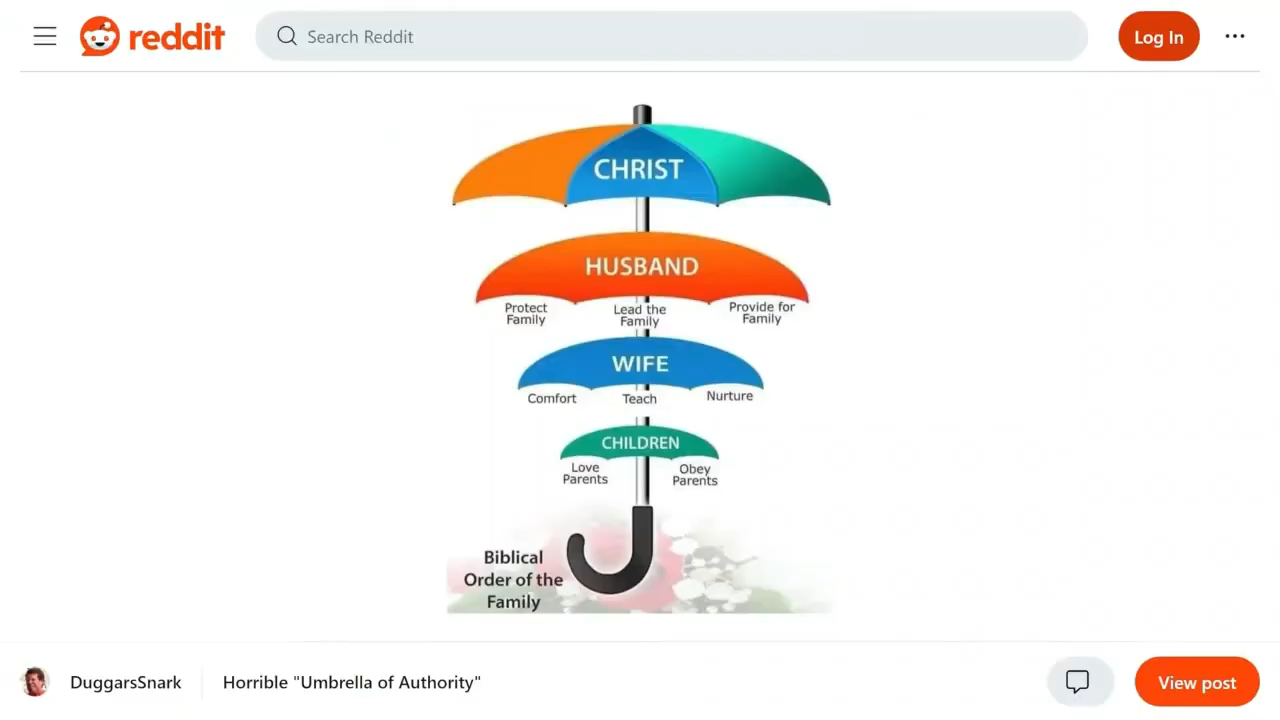 reddit
Search Reddit
Log In
CHRIST
HUSBAND
Protect
Family
Lead the
Family
Provide for
Family
WIFE
Comfort
Teach
Nurture
CHILDREN
Love
Parents
Obey
Parents
Biblical
Order of the
Family
DuggarsSnark
Horrible "Umbrella of Authority"
View post